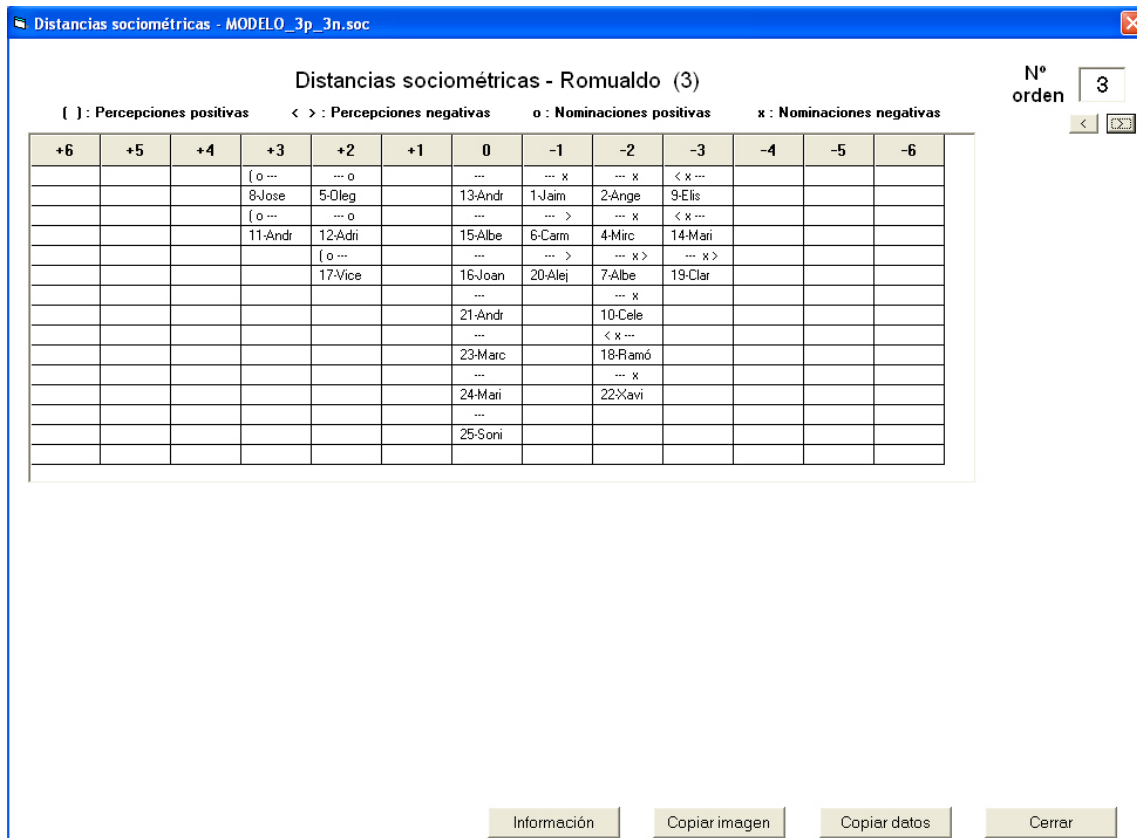 Distancias sociométricas - MODELO_3p_3n.soc
Distancias sociométricas - Romualdo (3)
Nº orden 3
( ) : Percepciones positivas < > : Percepciones negativas o : Nominaciones positivas x : Nominaciones negativas
< >
+6 +5 +4 +3 +2 +1 0 -1 -2 -3 -4 -5 -6
( o --- --- o --- --- x --- x < x ---
8-Jose 5-Oleg 13-Andr 1-Jaim 2-Ange 9-Elis
( o --- --- o --- --- > --- x < x ---
11-Andr 12-Adri 15-Albe 6-Carm 4-Mirc 14-Mari
( o --- --- --- > --- x > --- x >
17-Vice 16-Joan 20-Alej 7-Albe 19-Clar
--- --- x
21-Andr 10-Cele
--- < x ---
23-Marc 18-Ramó
--- --- x
24-Mari 22-Xavi
---
25-Soni
Información Copiar imagen Copiar datos Cerrar